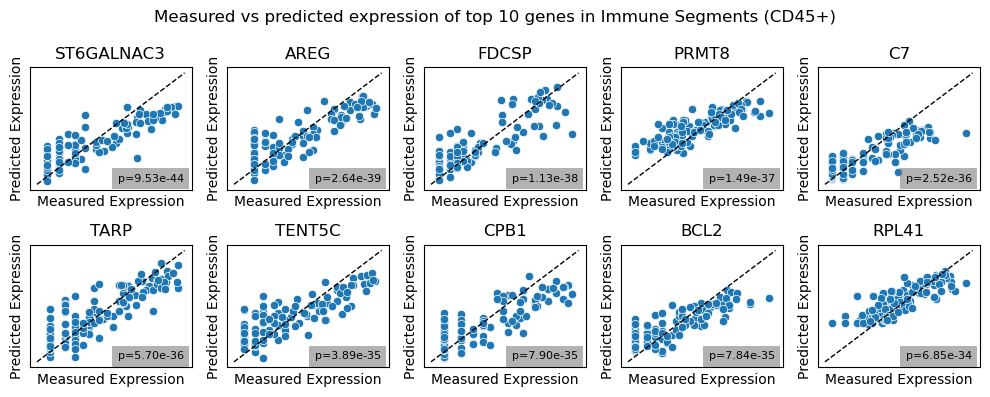 Measured vs predicted expression of top 10 genes in Immune Segments (CD45+)
ST6GALNAC3
Predicted Expression
p=9.53e-44
Measured Expression
AREG
Predicted Expression
p=2.64e-39
Measured Expression
FDCSP
Predicted Expression
p=1.13e-38
Measured Expression
PRMT8
Predicted Expression
p=1.49e-37
Measured Expression
C7
Predicted Expression
p=2.52e-36
Measured Expression
TARP
Predicted Expression
p=5.70e-36
Measured Expression
TENT5C
Predicted Expression
p=3.89e-35
Measured Expression
CPB1
Predicted Expression
p=7.90e-35
Measured Expression
BCL2
Predicted Expression
p=7.84e-35
Measured Expression
RPL41
Predicted Expression
p=6.85e-34
Measured Expression